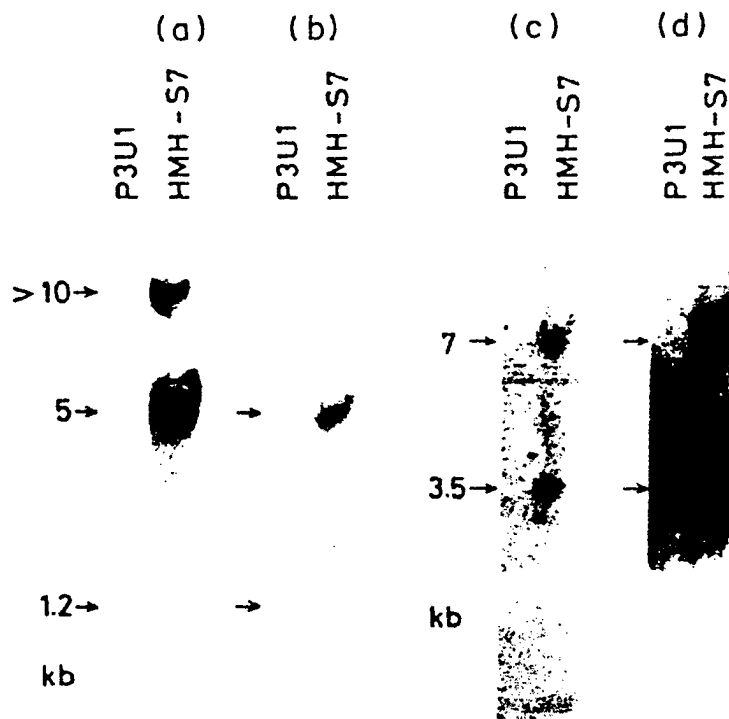 (a) (b) (c) (d)
P3U1 HMH-S7 P3U1 HMH-S7 P3U1 HMH-S7 P3U1 HMH-S7
>10→
7→ →
5→ →
3.5→ →
1.2→ →
kb
kb